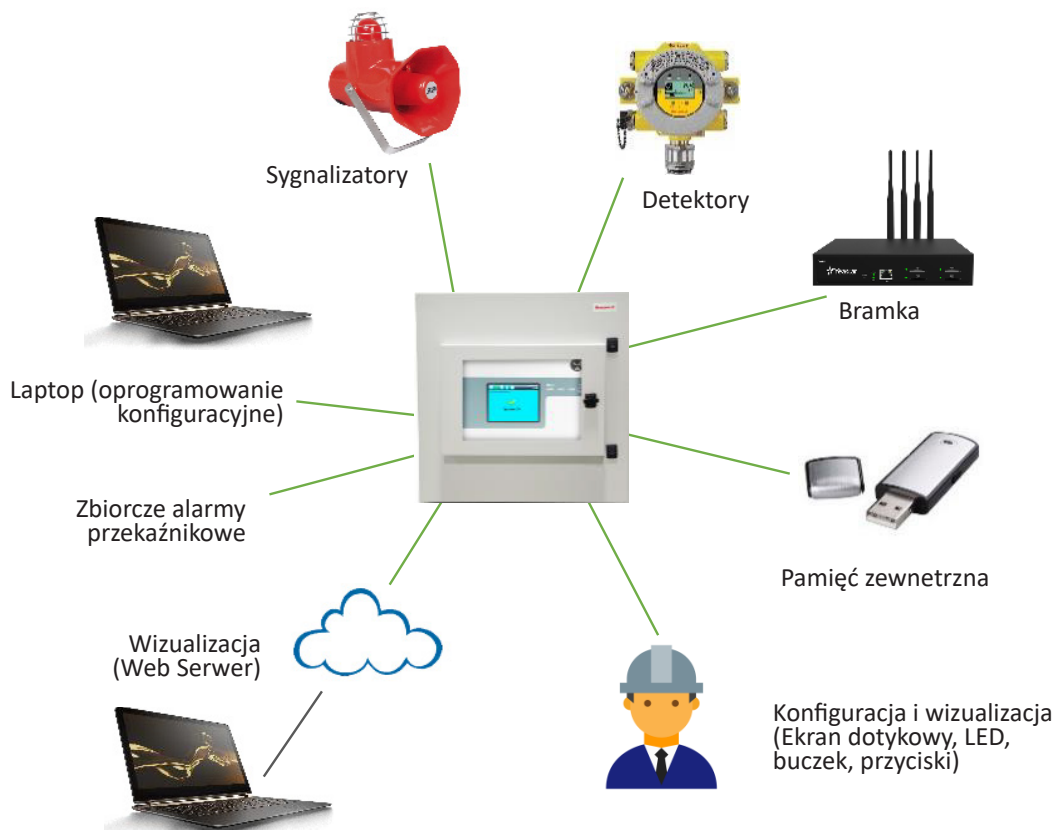 Sygnalizatory
Detektory
Bramka
Laptop (oprogramowanie
konfiguracyjne)
Zbiorcze alarmy
przekaźnikowe
Pamięć zewnetrzna
Wizualizacja
(Web Serwer)
Konfiguracja i wizualizacja
(Ekran dotykowy, LED,
buczek, przyciski)